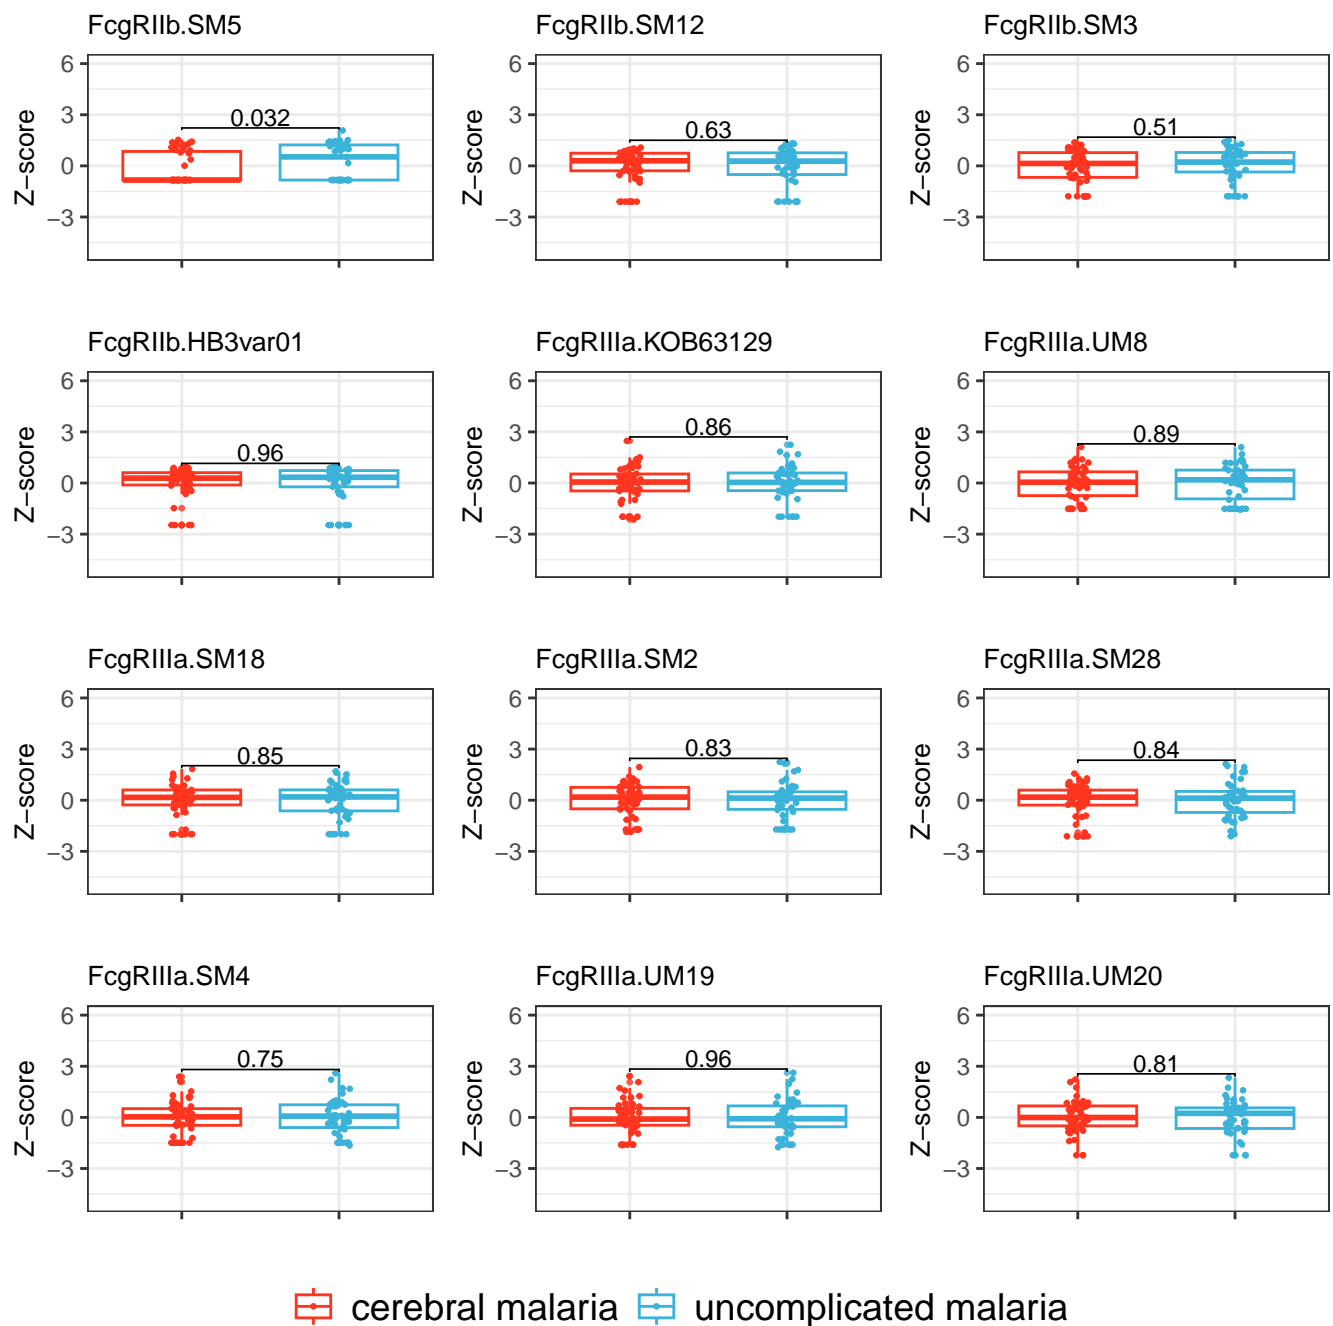 FcgRIIb.SM5 FcgRIIb.SM12 FcgRIIb.SM3
6 6 6
3 3 3
0 0 0
−3 −3 −3
Z−score Z−score Z−score
0.032 0.63 0.51
FcgRIIb.HB3var01 FcgRIIIa.KOB63129 FcgRIIIa.UM8
6 6 6
3 3 3
0 0 0
−3 −3 −3
Z−score Z−score Z−score
0.96 0.86 0.89
FcgRIIIa.SM18 FcgRIIIa.SM2 FcgRIIIa.SM28
6 6 6
3 3 3
0 0 0
−3 −3 −3
Z−score Z−score Z−score
0.85 0.83 0.84
FcgRIIIa.SM4 FcgRIIIa.UM19 FcgRIIIa.UM20
6 6 6
3 3 3
0 0 0
−3 −3 −3
Z−score Z−score Z−score
0.75 0.96 0.81
cerebral malaria uncomplicated malaria